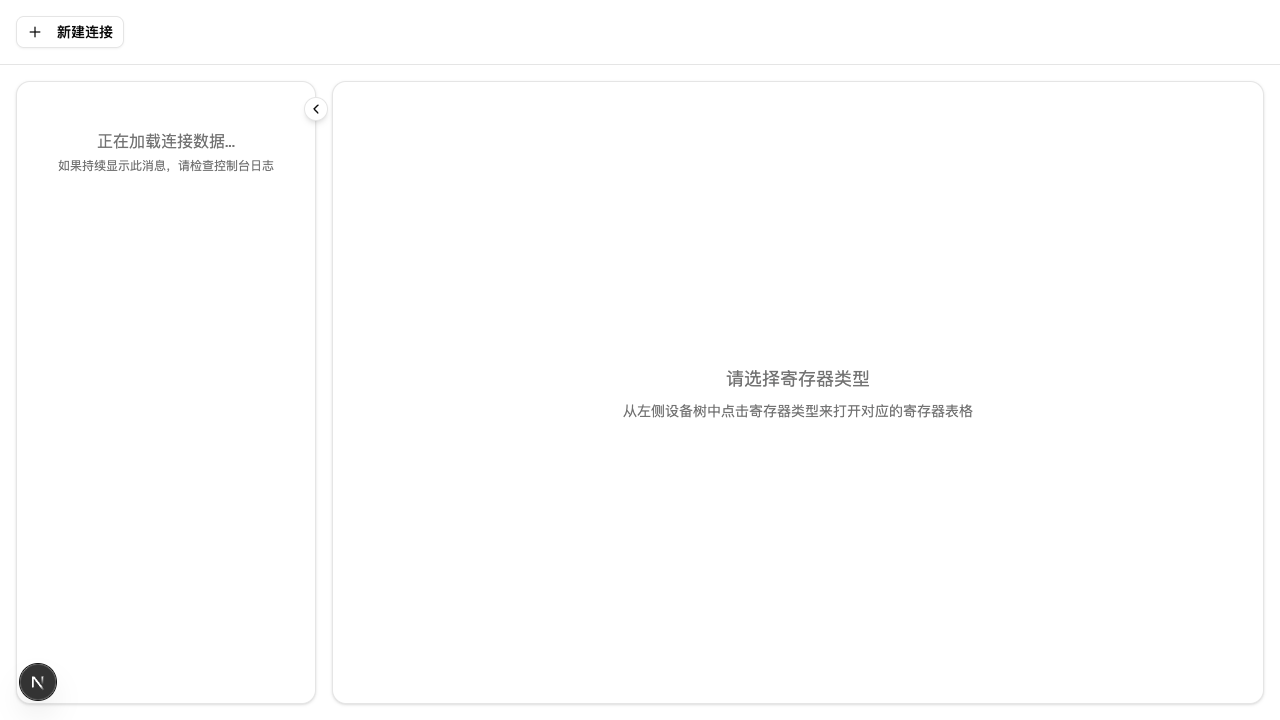 新建连接
正在加载连接数据...
如果持续显示此消息，请检查控制台日志
请选择寄存器类型
从左侧设备树中点击寄存器类型来打开对应的寄存器表格
N